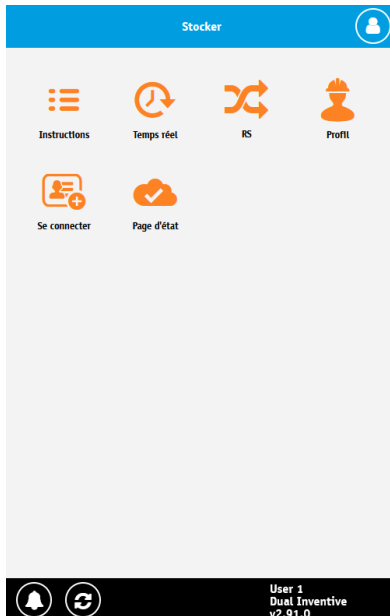 Stocker
Instructions
Temps réel
RS
Profil
Se connecter
Page d'état
User 1
Dual Inventive
v2.91.0